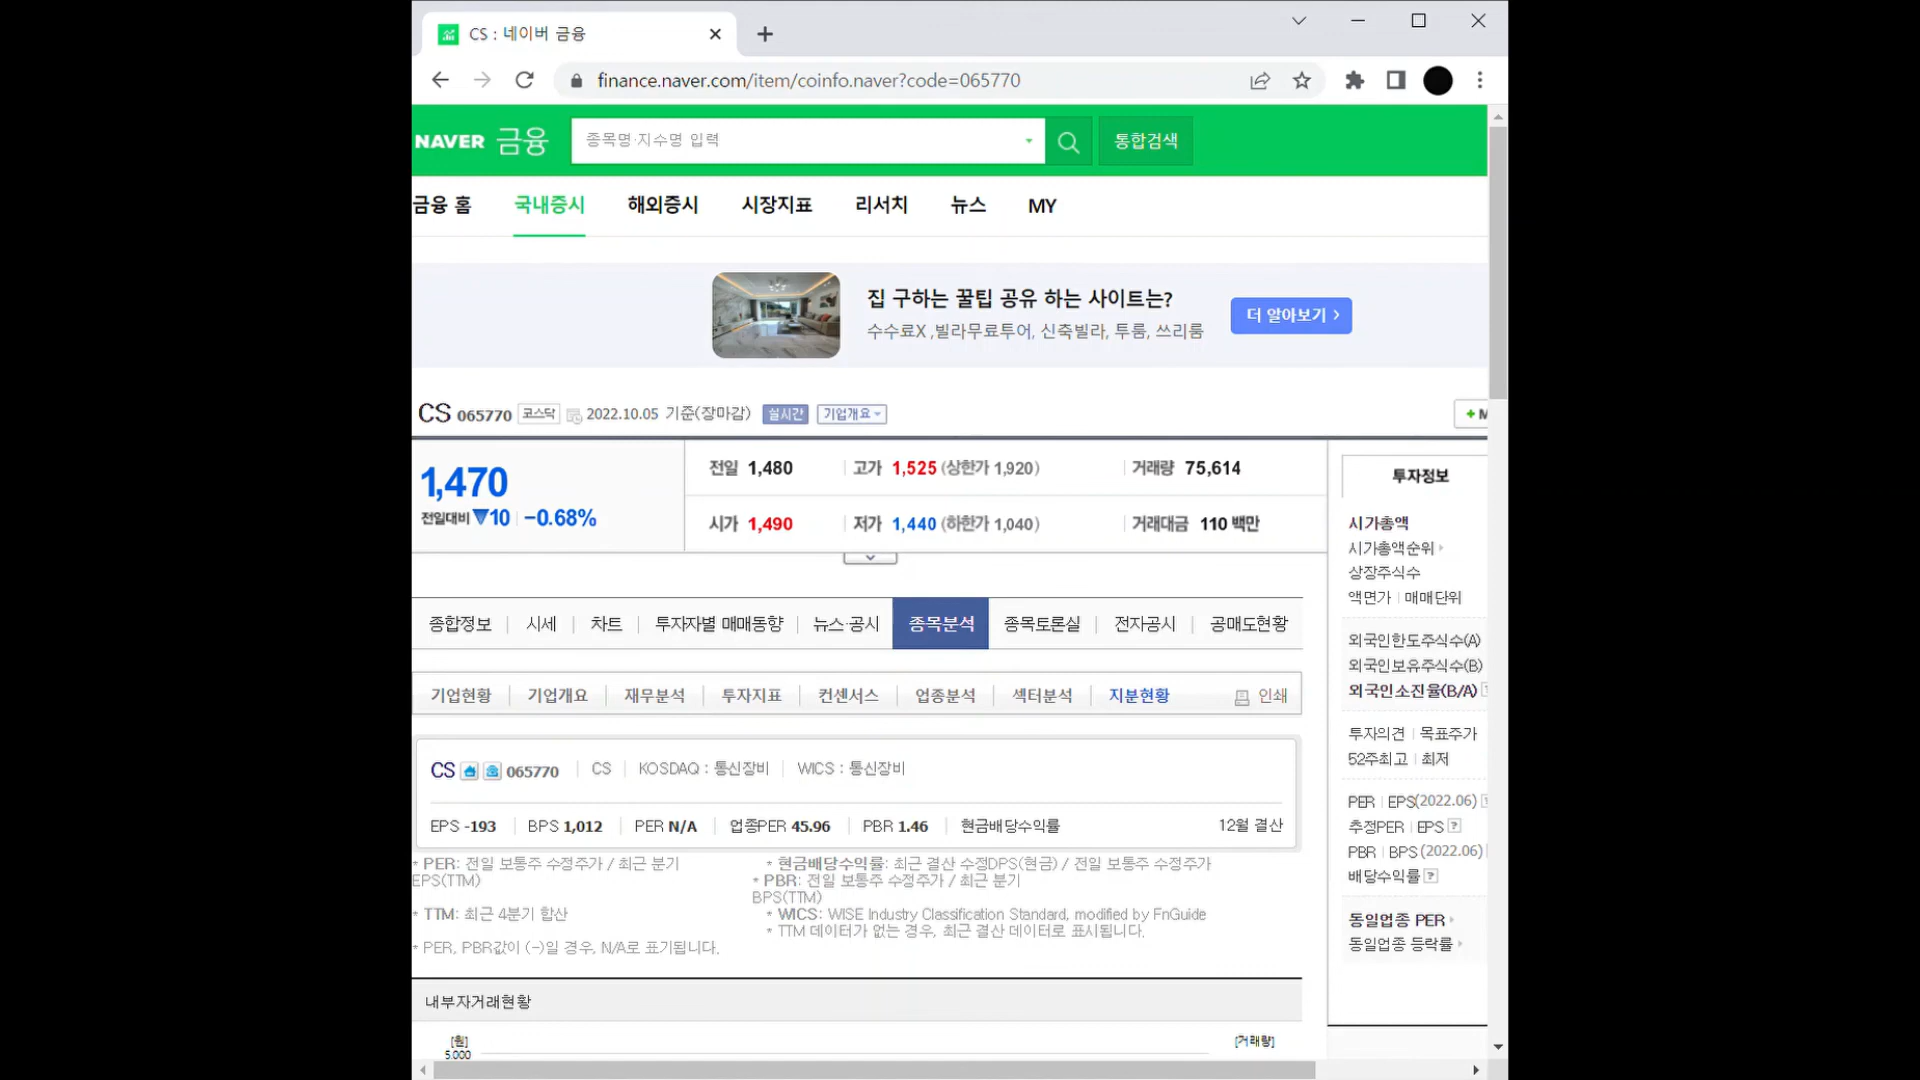 CS : 네이버 금융
finance.naver.com/item/coinfo.naver?code=065770
NAVER 금융 종목명·지수명 입력 통합검색
금융 홈 국내증시 해외증시 시장지표 리서치 뉴스 MY
집 구하는 꿀팁 공유 하는 사이트는?
수수료X ,빌라무료투어, 신축빌라, 투룸, 쓰리룸
더 알아보기 >
CS 065770 코스닥 2022.10.05 기준(장마감) 실시간 기업개요
1,470
전일대비 ▼10 -0.68%
전일 1,480 고가 1,525 (상한가 1,920) 거래량 75,614
시가 1,490 저가 1,440 (하한가 1,040) 거래대금 110 백만
종합정보 시세 차트 투자자별 매매동향 뉴스·공시 종목분석 종목토론실 전자공시 공매도현황
기업현황 기업개요 재무분석 투자지표 컨센서스 업종분석 섹터분석 지분현황 인쇄
CS 065770 CS KOSDAQ : 통신장비 WICS : 통신장비
EPS -193 BPS 1,012 PER N/A 업종PER 45.96 PBR 1.46 현금배당수익률 12월 결산
* PER: 전일 보통주 수정주가 / 최근 분기
EPS(TTM)
* TTM: 최근 4분기 합산
* PER, PBR값이 (-)일 경우, N/A로 표기됩니다.
* 현금배당수익률: 최근 결산 수정DPS(현금) / 전일 보통주 수정주가
* PBR: 전일 보통주 수정주가 / 최근 분기
BPS(TTM)
* WICS: WISE Industry Classification Standard, modified by FnGuide
* TTM 데이터가 없는 경우, 최근 결산 데이터로 표시됩니다.
내부자거래현황
[원] [거래량]
5,000
+ M
투자정보
시가총액
시가총액순위
상장주식수
액면가 매매단위
외국인한도주식수(A)
외국인보유주식수(B)
외국인소진율(B/A)
투자의견 목표주가
52주최고 최저
PER EPS(2022.06)
추정PER EPS
PBR BPS (2022.06)
배당수익률
동일업종 PER
동일업종 등락률